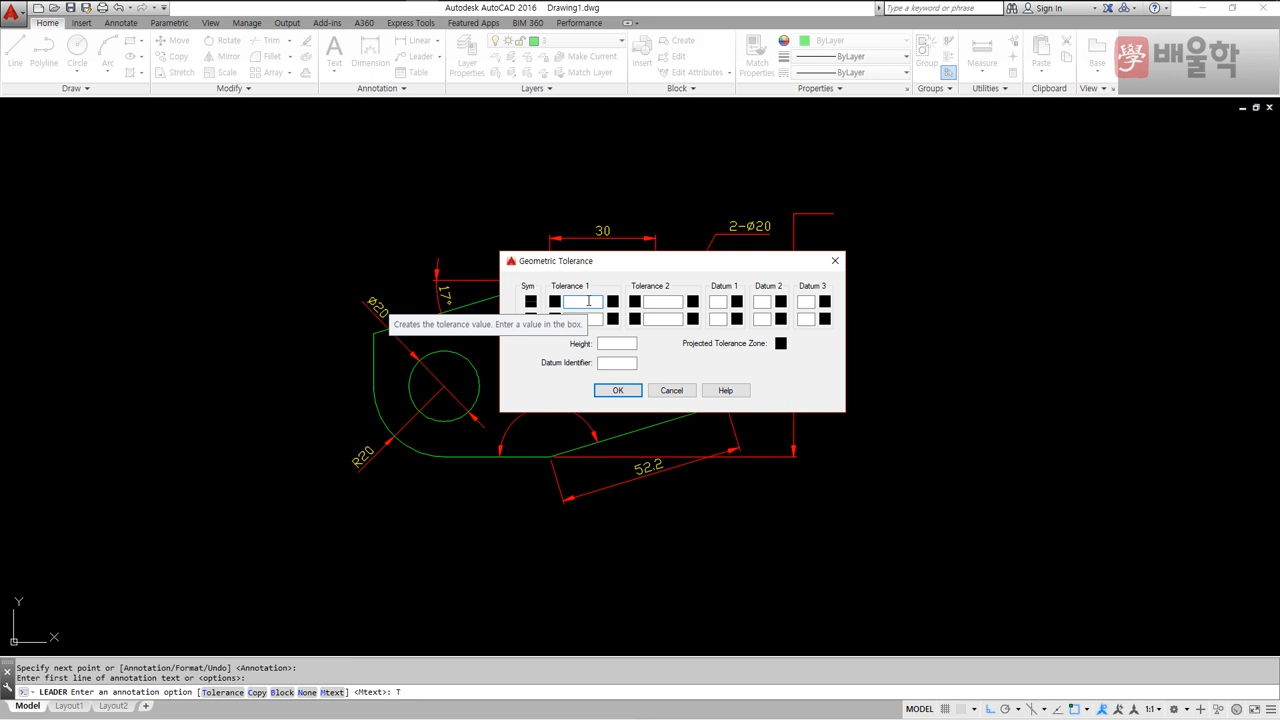 Autodesk AutoCAD 2016 Drawing1.dwg
Type a keyword or phrase
Sign In
Home Insert Annotate Parametric View Manage Output Add-ins A360 Express Tools Featured Apps BIM 360 Performance
Line Polyline Circle Arc
Move Rotate Trim
Copy Mirror Fillet
Stretch Scale Array
Text Dimension
Linear
Leader
Table
Layer Properties
3
Make Current
Match Layer
Insert
Create
Edit
Edit Attributes
Match Properties
ByLayer
ByLayer
ByLayer
Group
Measure
Paste
Base
學 배울학
Draw Modify Annotation Layers Block Properties Groups Utilities Clipboard View
30
2-Ø20
17°
Ø20
R20
52.2
Geometric Tolerance
Sym Tolerance 1 Tolerance 2 Datum 1 Datum 2 Datum 3
Creates the tolerance value. Enter a value in the box.
Height: Projected Tolerance Zone:
Datum Identifier:
OK Cancel Help
Y
X
Specify next point or [Annotation/Format/Undo] <Annotation>:
Enter first line of annotation text or <options>:
LEADER Enter an annotation option [Tolerance Copy Block None Mtext] <Mtext>: T
Model Layout1 Layout2 +
MODEL 1:1